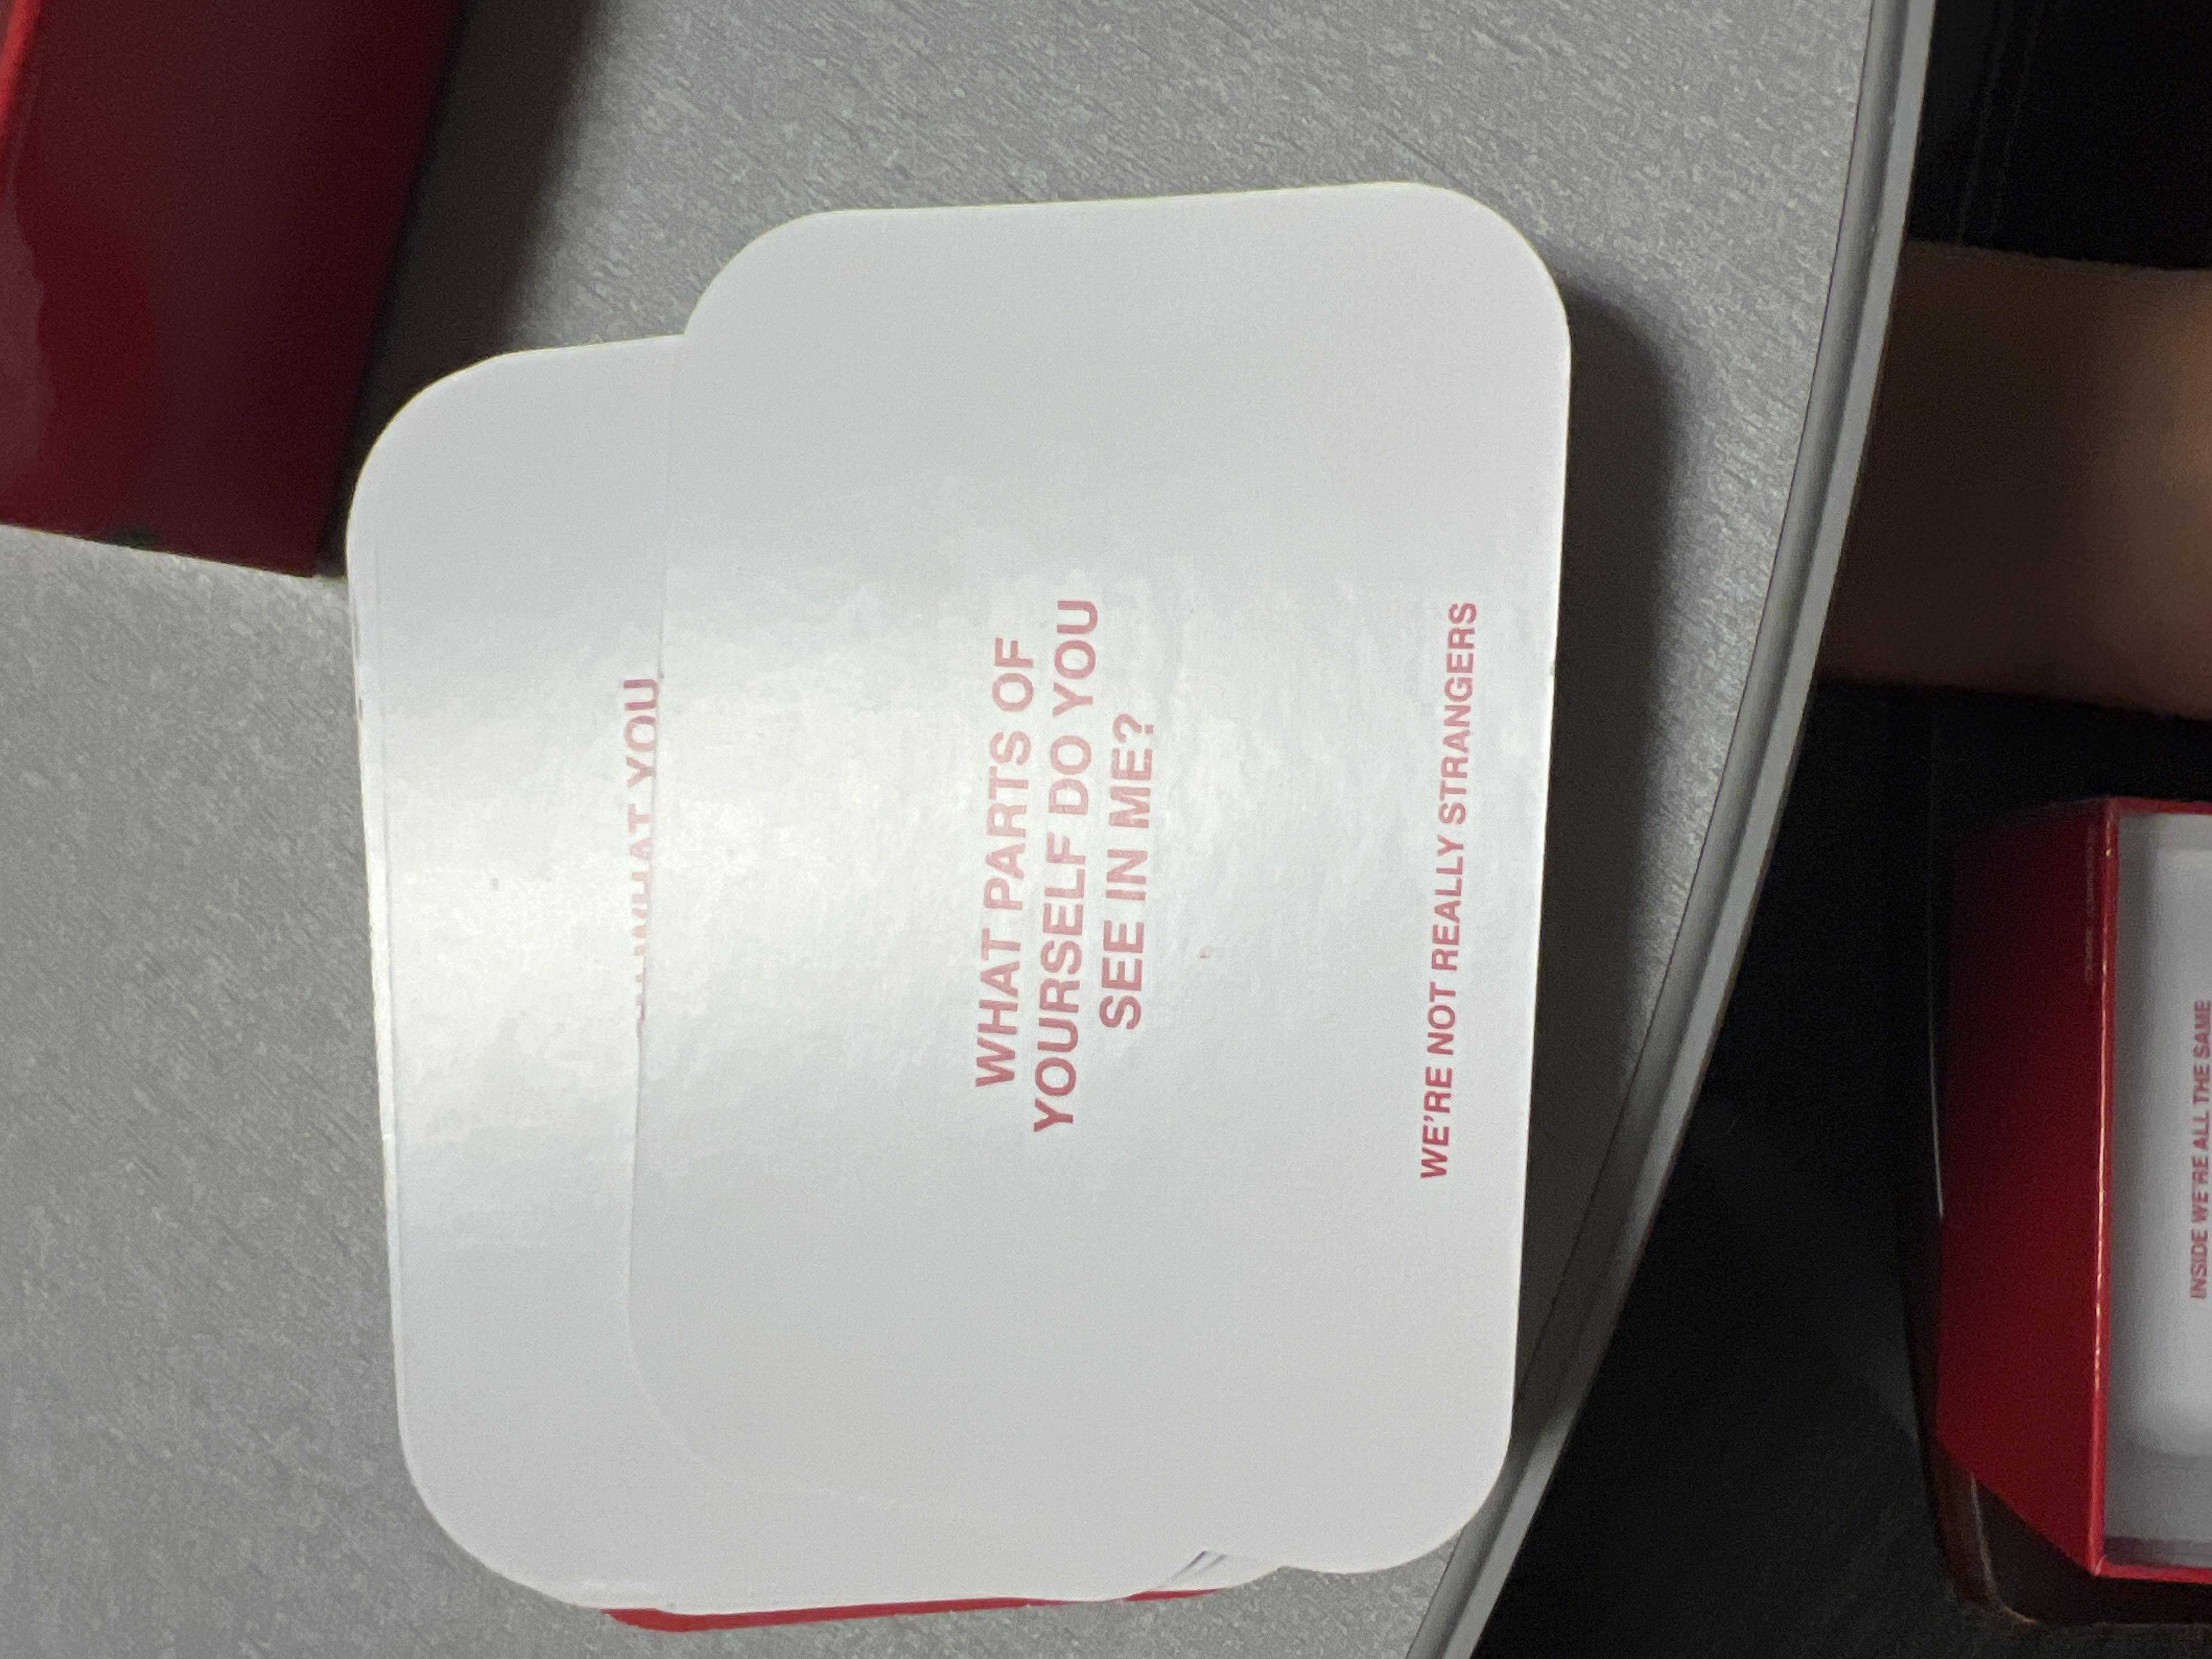 WHAT YOU
WHAT PARTS OF
YOURSELF DO YOU
SEE IN ME?
WE'RE NOT REALLY STRANGERS
INSIDE WE'RE ALL THE SAME